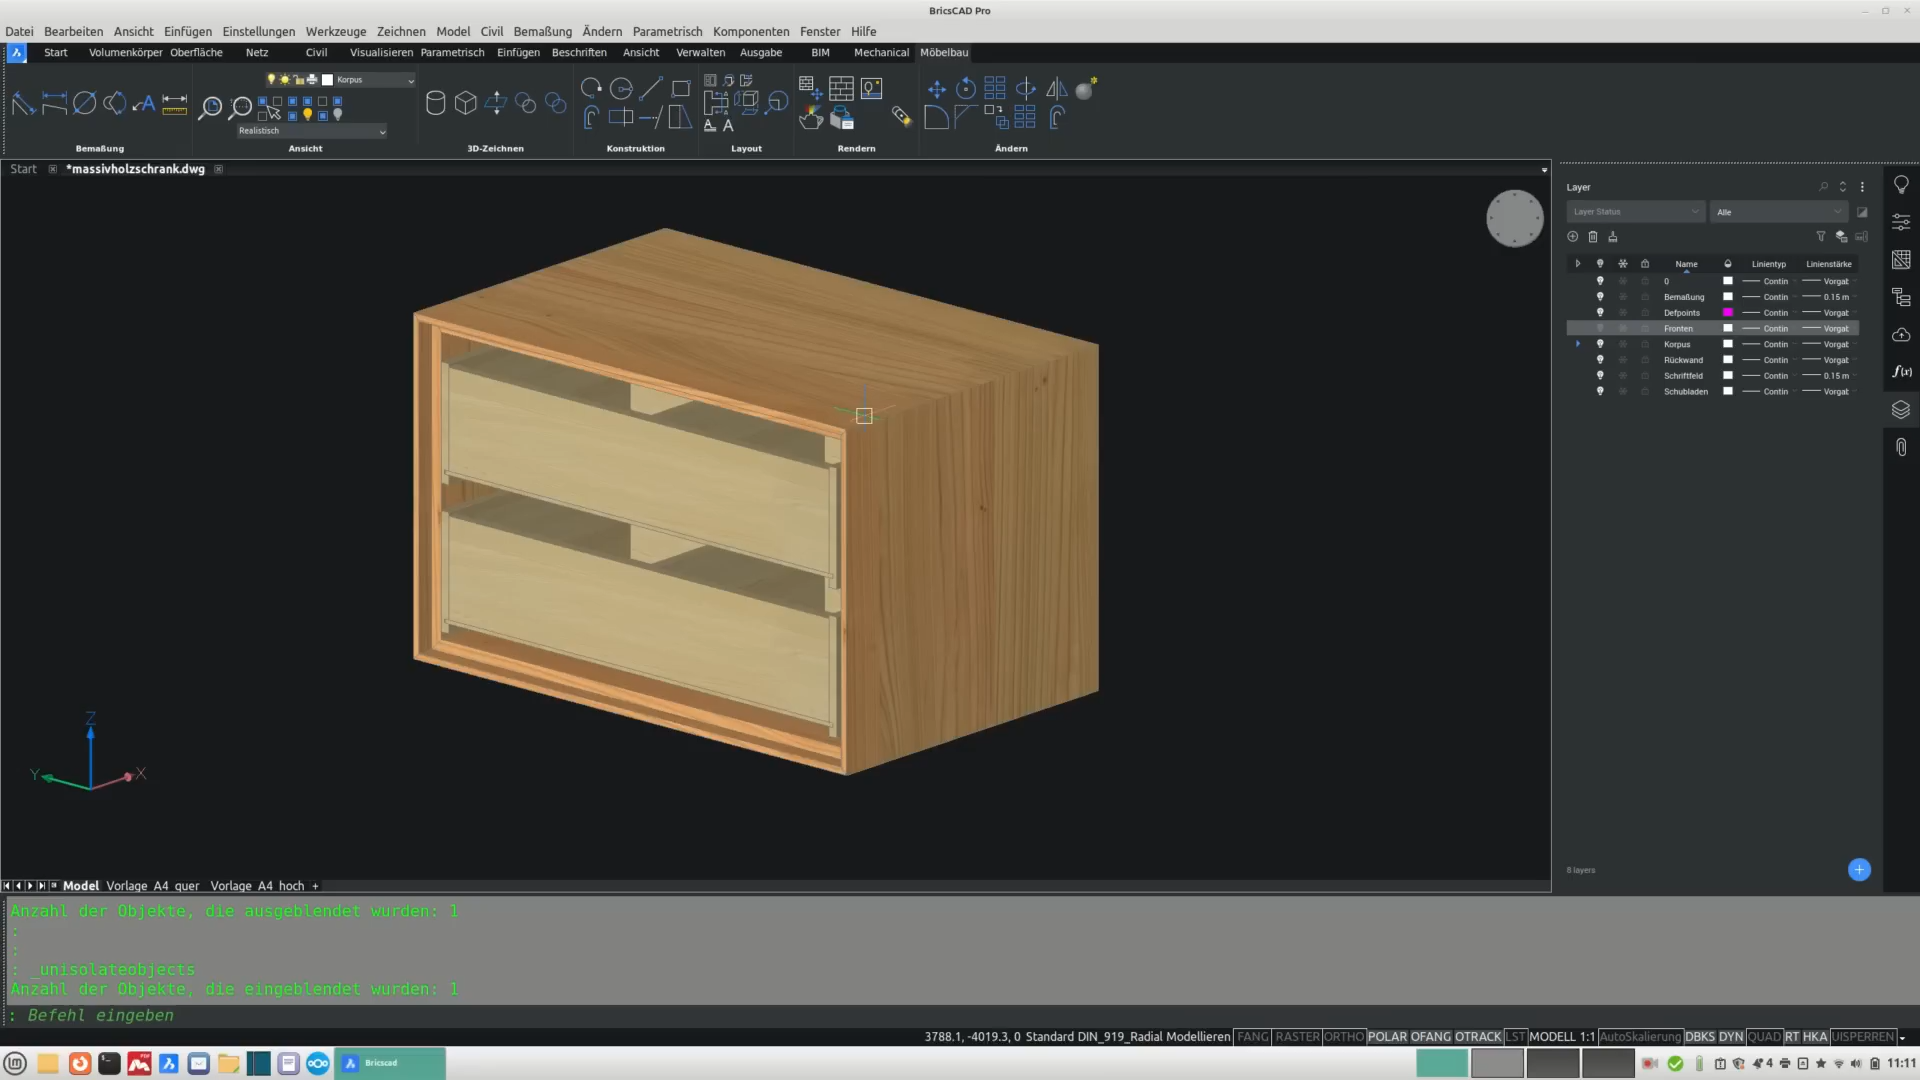 BricsCAD Pro
Datei Bearbeiten Ansicht Einfügen Einstellungen Werkzeuge Zeichnen Model Civil Bemaßung Ändern Parametrisch Komponenten Fenster Hilfe
Start Volumenkörper Oberfläche Netz Civil Visualisieren Parametrisch Einfügen Beschriften Ansicht Verwalten Ausgabe BIM Mechanical Möbelbau
Korpus
Realistisch
Bemaßung Ansicht 3D-Zeichnen Konstruktion Layout Rendern Ändern
Start *massivholzschrank.dwg
Layer
Layer Status Alle
Name Linientyp Linienstärke
0 Contin Vorgat
Bemaßung Contin 0.15 m
Defpoints Contin Vorgat
Fronten Contin Vorgat
Korpus Contin Vorgat
Rückwand Contin Vorgat
Schriftfeld Contin 0.15 m
Schubladen Contin Vorgat
f(x)
Z
Y X
8 layers
Model Vorlage A4 quer Vorlage A4 hoch +
Anzahl der Objekte, die ausgeblendet wurden: 1
:
:
: _unisolateobjects
Anzahl der Objekte, die eingeblendet wurden: 1
: Befehl eingeben
3788.1, -4019.3, 0 Standard DIN_919_Radial Modellieren FANG RASTER ORTHO POLAR OFANG OTRACK LST MODELL 1:1 AutoSkalierung DBKS DYN QUAD RT HKA UISPERREN
Bricscad 4 11:11